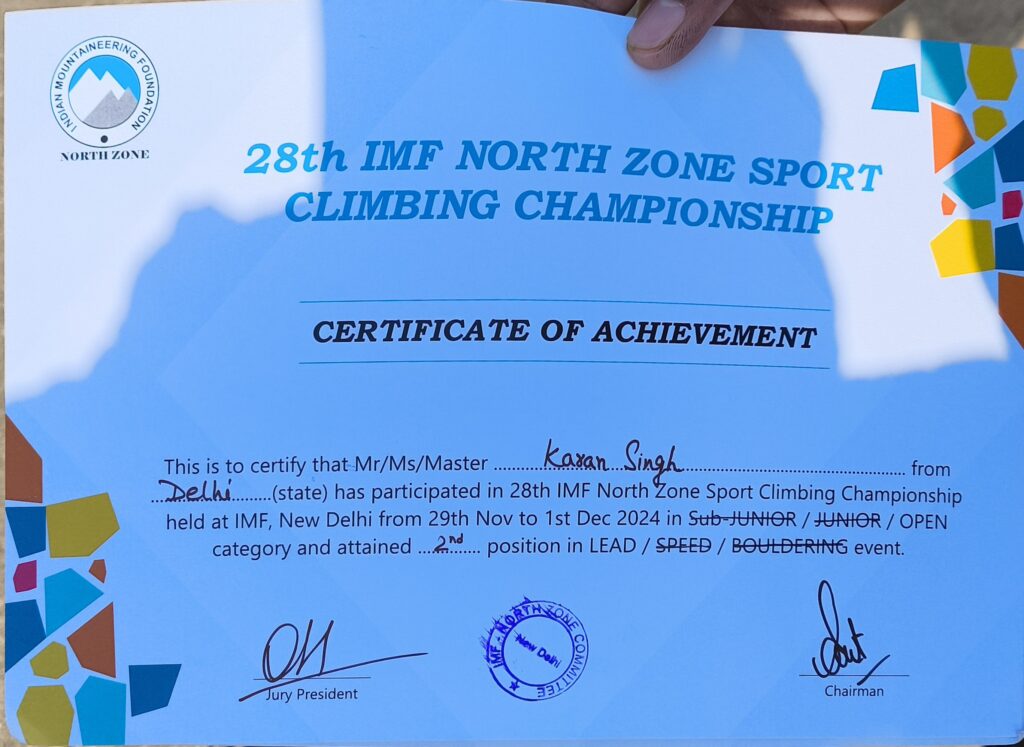 INDIAN MOUNTAINEERING FOUNDATION
NORTH ZONE
28th IMF NORTH ZONE SPORT
CLIMBING CHAMPIONSHIP
CERTIFICATE OF ACHIEVEMENT
This is to certify that Mr/Ms/Master ............Karan Singh............ from
...Delhi...(state) has participated in 28th IMF North Zone Sport Climbing Championship
held at IMF, New Delhi from 29th Nov to 1st Dec 2024 in Sub-JUNIOR / JUNIOR / OPEN
category and attained ...2nd... position in LEAD / SPEED / BOULDERING event.
IMF - NORTH ZONE COMMITTEE
New Delhi
Jury President
Chairman